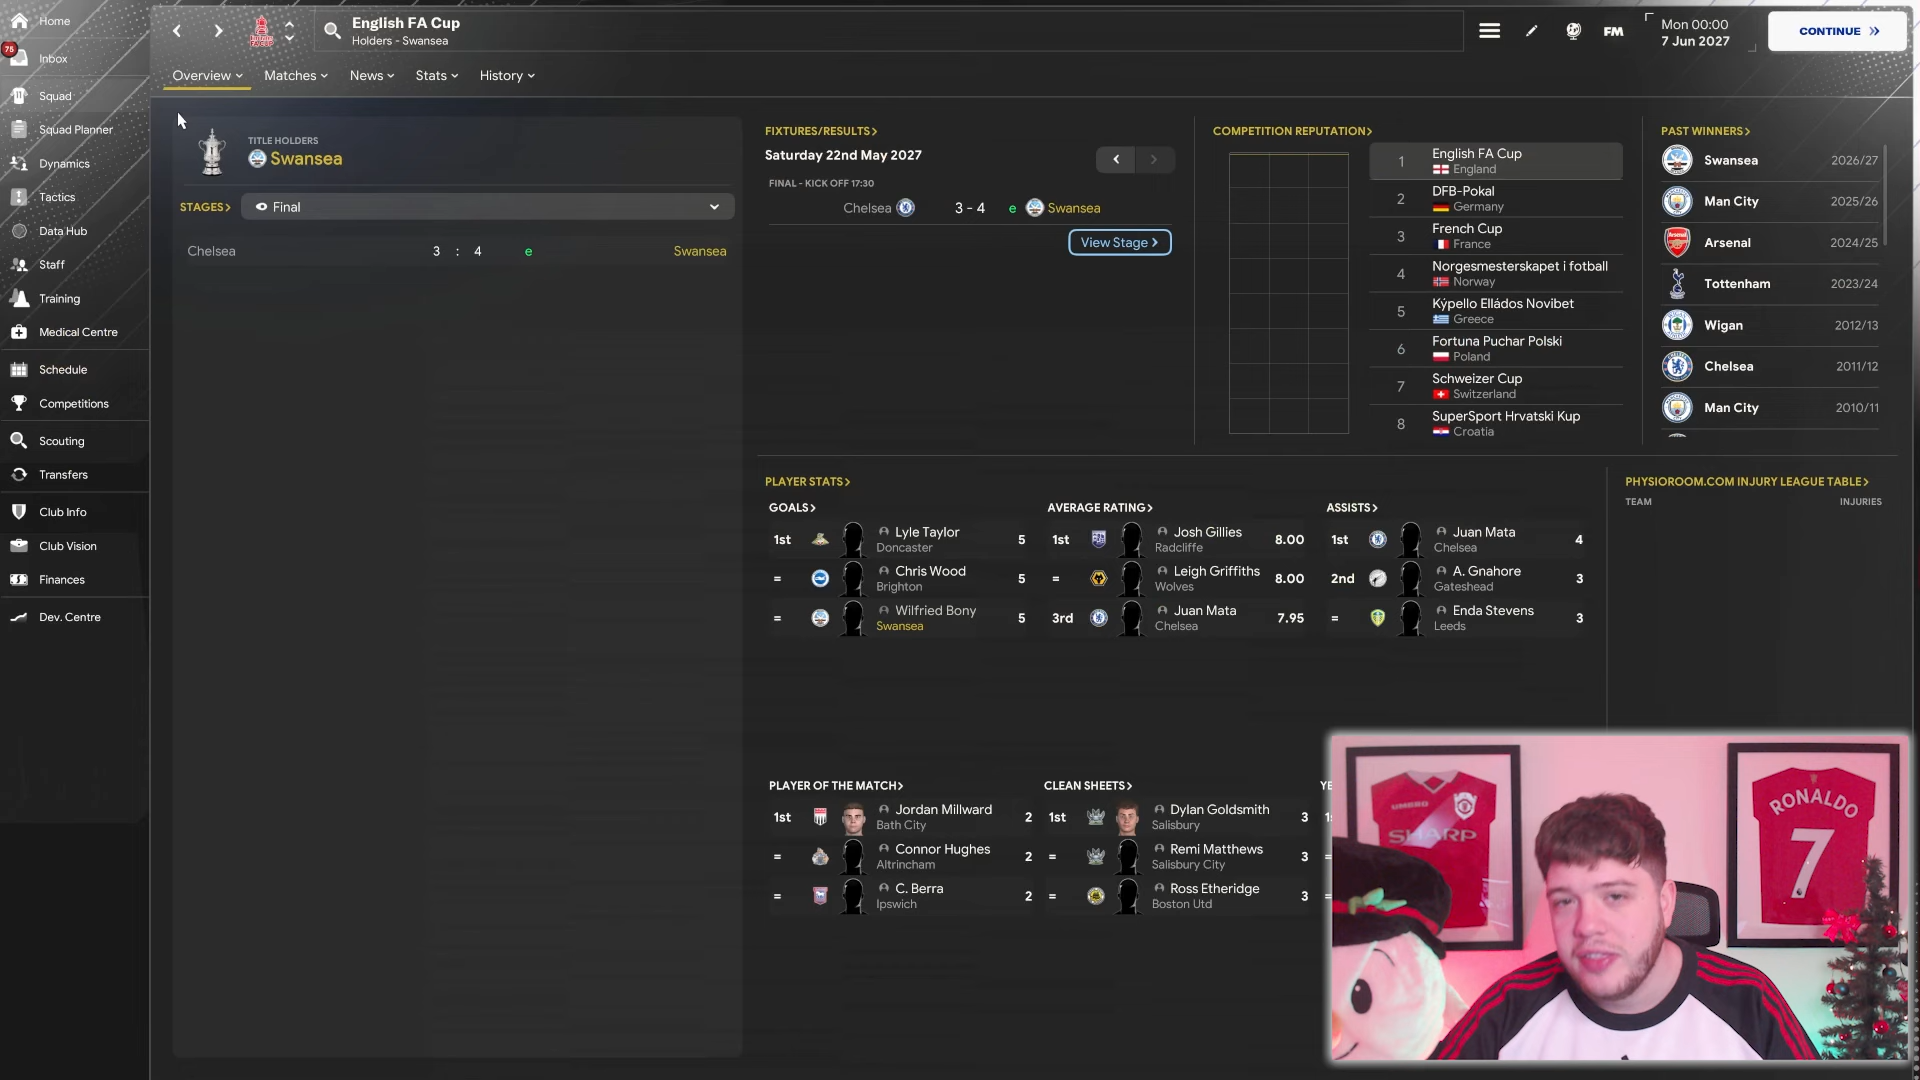 Home
75
Inbox
Squad
Squad Planner
Dynamics
Tactics
Data Hub
Staff
Training
Medical Centre
Schedule
Competitions
Scouting
Transfers
Club Info
Club Vision
Finances
Dev. Centre
English FA Cup
Holders - Swansea
FM
Mon 00:00
7 Jun 2027
CONTINUE
Overview
Matches
News
Stats
History
TITLE HOLDERS
Swansea
STAGES>
Final
Chelsea 3 : 4 e Swansea
FIXTURES/RESULTS>
Saturday 22nd May 2027
FINAL - KICK OFF 17:30
Chelsea 3 - 4 e Swansea
View Stage >
COMPETITION REPUTATION>
1 English FA Cup
England
2 DFB-Pokal
Germany
3 French Cup
France
4 Norgesmesterskapet i fotball
Norway
5 Kýpello Elládos Novibet
Greece
6 Fortuna Puchar Polski
Poland
7 Schweizer Cup
Switzerland
8 SuperSport Hrvatski Kup
Croatia
PAST WINNERS>
Swansea 2026/27
Man City 2025/26
Arsenal 2024/25
Tottenham 2023/24
Wigan 2012/13
Chelsea 2011/12
Man City 2010/11
PLAYER STATS>
GOALS>
1st Lyle Taylor 5
Doncaster
= Chris Wood 5
Brighton
= Wilfried Bony 5
Swansea
AVERAGE RATING>
1st Josh Gillies 8.00
Radcliffe
= Leigh Griffiths 8.00
Wolves
3rd Juan Mata 7.95
Chelsea
ASSISTS>
1st Juan Mata 4
Chelsea
2nd A. Gnahore 3
Gateshead
= Enda Stevens 3
Leeds
PHYSIOROOM.COM INJURY LEAGUE TABLE>
TEAM INJURIES
PLAYER OF THE MATCH>
1st Jordan Millward 2
Bath City
= Connor Hughes 2
Altrincham
= C. Berra 2
Ipswich
CLEAN SHEETS>
1st Dylan Goldsmith 3
Salisbury
= Remi Matthews 3
Salisbury City
= Ross Etheridge 3
Boston Utd
YE
=
=
UMBRO
SHARP
RONALDO
7